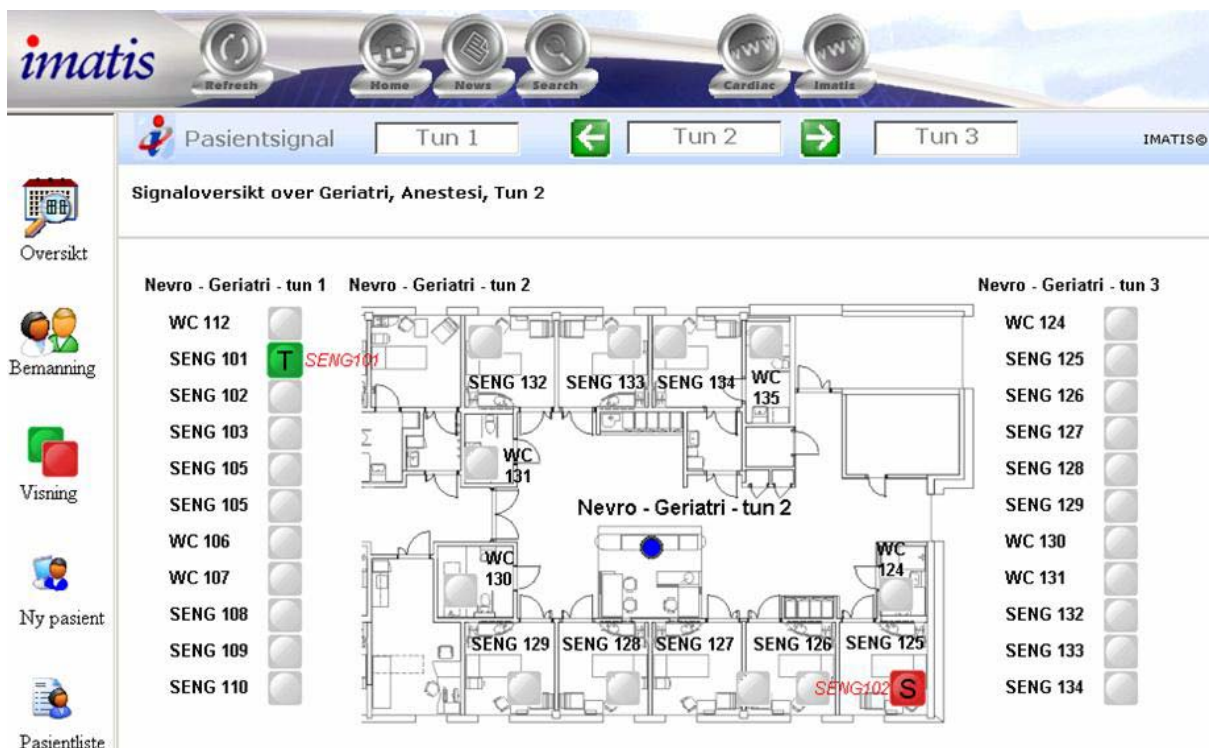 imatis
Refresh
Home
News
Search
Cardiac
Imatis
Pasientsignal
Tun 1
Tun 2
Tun 3
IMATIS©
Signaloversikt over Geriatri, Anestesi, Tun 2
Oversikt
Bemanning
Visning
Ny pasient
Pasientliste
Nevro - Geriatri - tun 1
WC 112
SENG 101 T SENG101
SENG 102
SENG 103
SENG 105
SENG 105
WC 106
WC 107
SENG 108
SENG 109
SENG 110
Nevro - Geriatri - tun 2
SENG 132
SENG 133
SENG 134
WC
135
WC
131
Nevro - Geriatri - tun 2
WC
130
WC
124
SENG 129
SENG 128
SENG 127
SENG 126
SENG 125
SENG102 S
Nevro - Geriatri - tun 3
WC 124
SENG 125
SENG 126
SENG 127
SENG 128
SENG 129
WC 130
WC 131
SENG 132
SENG 133
SENG 134